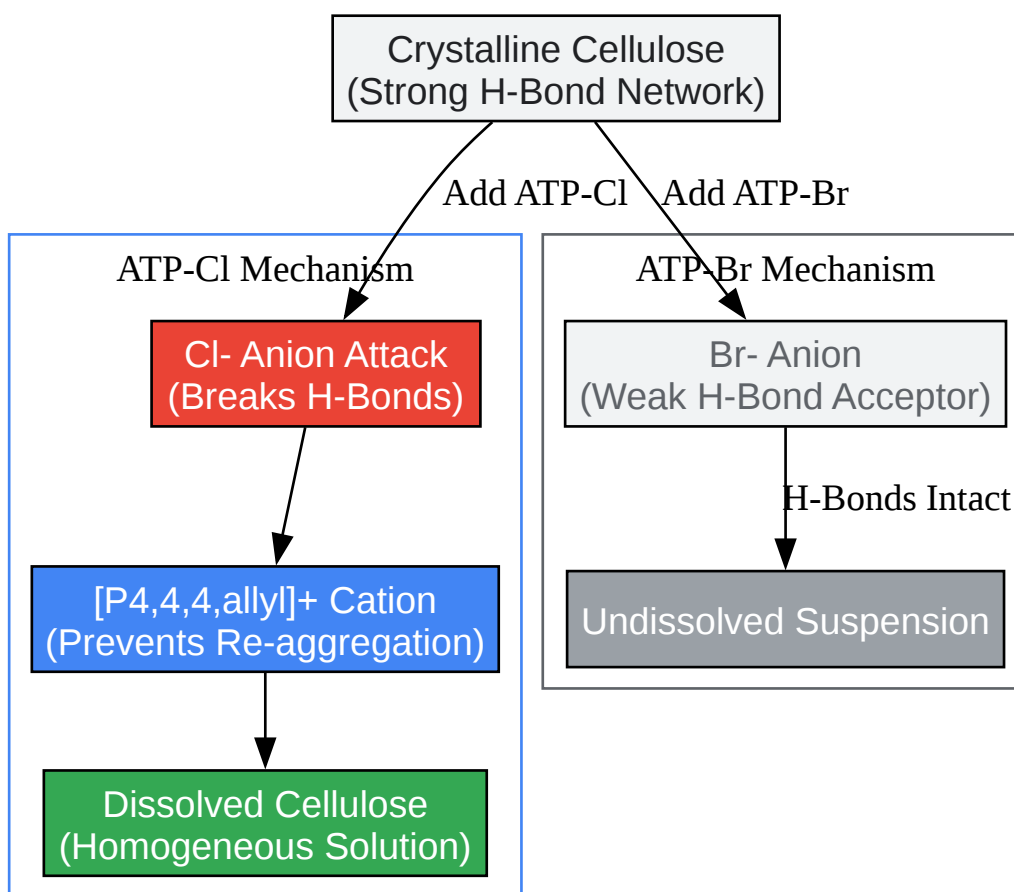 Crystalline Cellulose
(Strong H-Bond Network)
Add ATP-Cl
Add ATP-Br
ATP-Cl Mechanism
Cl- Anion Attack
(Breaks H-Bonds)
[P4,4,4,allyl]+ Cation
(Prevents Re-aggregation)
Dissolved Cellulose
(Homogeneous Solution)
ATP-Br Mechanism
Br- Anion
(Weak H-Bond Acceptor)
H-Bonds Intact
Undissolved Suspension